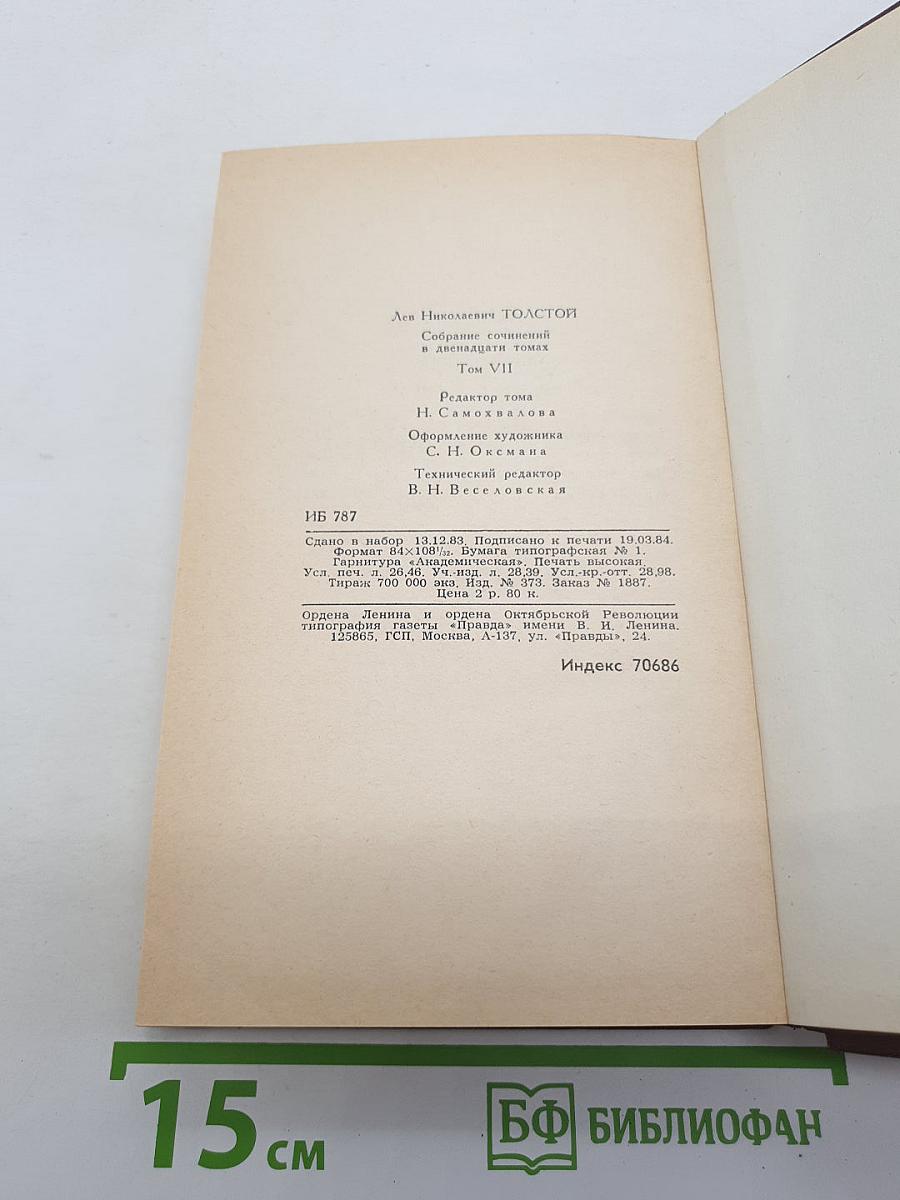 Лев Николаевич ТОЛСТОЙ
Собрание сочинений
в двенадцати томах
Том VII
Редактор тома
Н. Самохвалова
Оформление художника
С. Н. Оксмана
Технический редактор
В. Н. Веселовская
ИБ 787
Сдано в набор 13.12.83. Подписано к печати 19.03.84.
Формат 84×108¹/₃₂. Бумага типографская № 1.
Гарнитура «Академическая». Печать высокая.
Усл. печ. л. 26,46. Уч.-изд. л. 28,39. Усл.-кр.-отт. 28,98.
Тираж 700 000 экз. Изд. № 373. Заказ № 1887.
Цена 2 р. 80 к.
Ордена Ленина и ордена Октябрьской Революции
типография газеты «Правда» имени В. И. Ленина.
125865, ГСП, Москва, А-137, ул. «Правды», 24.
Индекс 70686
15 см
БФ БИБЛИОФАН